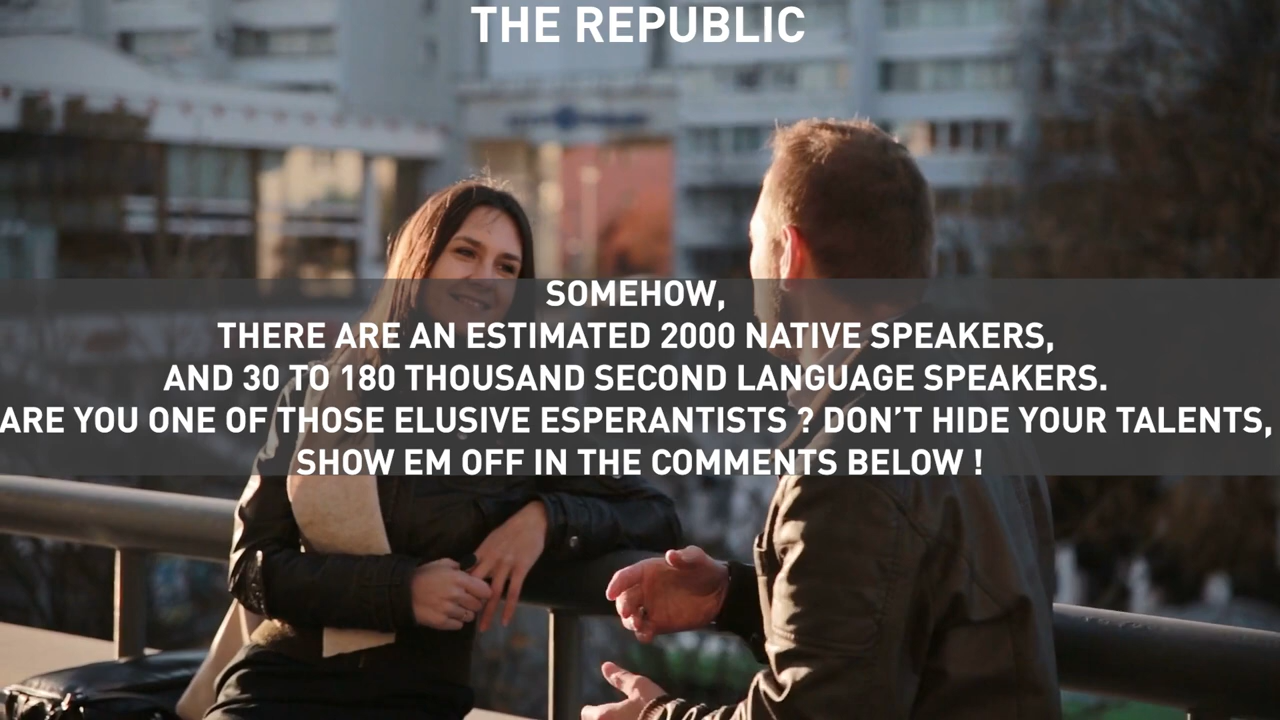 THE REPUBLIC
SOMEHOW,
THERE ARE AN ESTIMATED 2000 NATIVE SPEAKERS,
AND 30 TO 180 THOUSAND SECOND LANGUAGE SPEAKERS.
ARE YOU ONE OF THOSE ELUSIVE ESPERANTISTS ? DON’T HIDE YOUR TALENTS,
SHOW EM OFF IN THE COMMENTS BELOW !